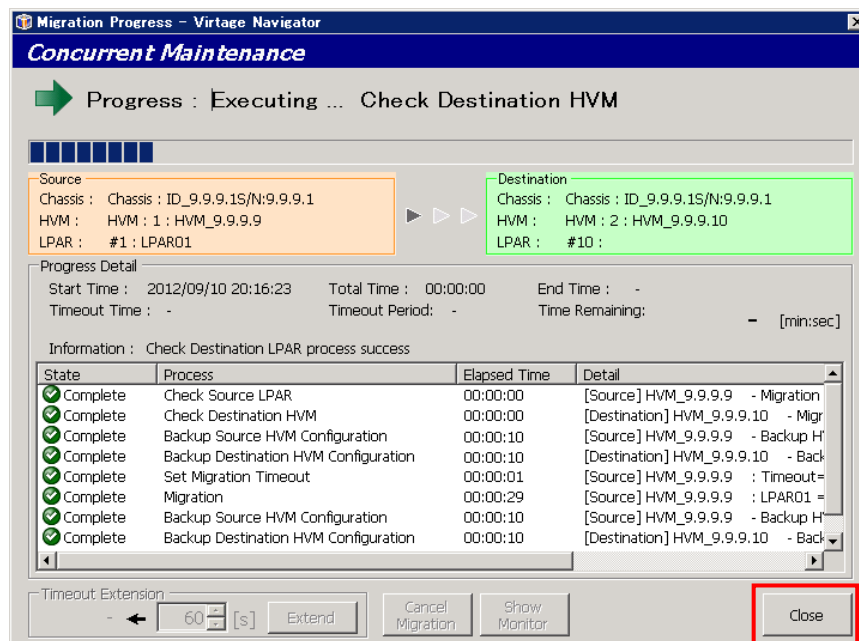 Migration Progress - Virtage Navigator
Concurrent Maintenance
Progress : Executing ... Check Destination HVM
Source
Chassis : Chassis : ID_9.9.9.1S/N:9.9.9.1
HVM : HVM : 1 : HVM_9.9.9.9
LPAR : #1 : LPAR01
Destination
Chassis : Chassis : ID_9.9.9.1S/N:9.9.9.1
HVM : HVM : 2 : HVM_9.9.9.10
LPAR : #10 :
Progress Detail
Start Time : 2012/09/10 20:16:23 Total Time : 00:00:00 End Time : -
Timeout Time : - Timeout Period: - Time Remaining: - [min:sec]
Information : Check Destination LPAR process success
State Process Elapsed Time Detail
Complete Check Source LPAR 00:00:00 [Source] HVM_9.9.9.9 - Migration
Complete Check Destination HVM 00:00:00 [Destination] HVM_9.9.9.10 - Migr
Complete Backup Source HVM Configuration 00:00:10 [Source] HVM_9.9.9.9 - Backup H
Complete Backup Destination HVM Configuration 00:00:10 [Destination] HVM_9.9.9.10 - Back
Complete Set Migration Timeout 00:00:01 [Source] HVM_9.9.9.9 : Timeout=
Complete Migration 00:00:29 [Source] HVM_9.9.9.9 : LPAR01 =
Complete Backup Source HVM Configuration 00:00:10 [Source] HVM_9.9.9.9 - Backup H
Complete Backup Destination HVM Configuration 00:00:10 [Destination] HVM_9.9.9.10 - Back
Timeout Extension
- 60 [s] Extend
Cancel Migration
Show Monitor
Close